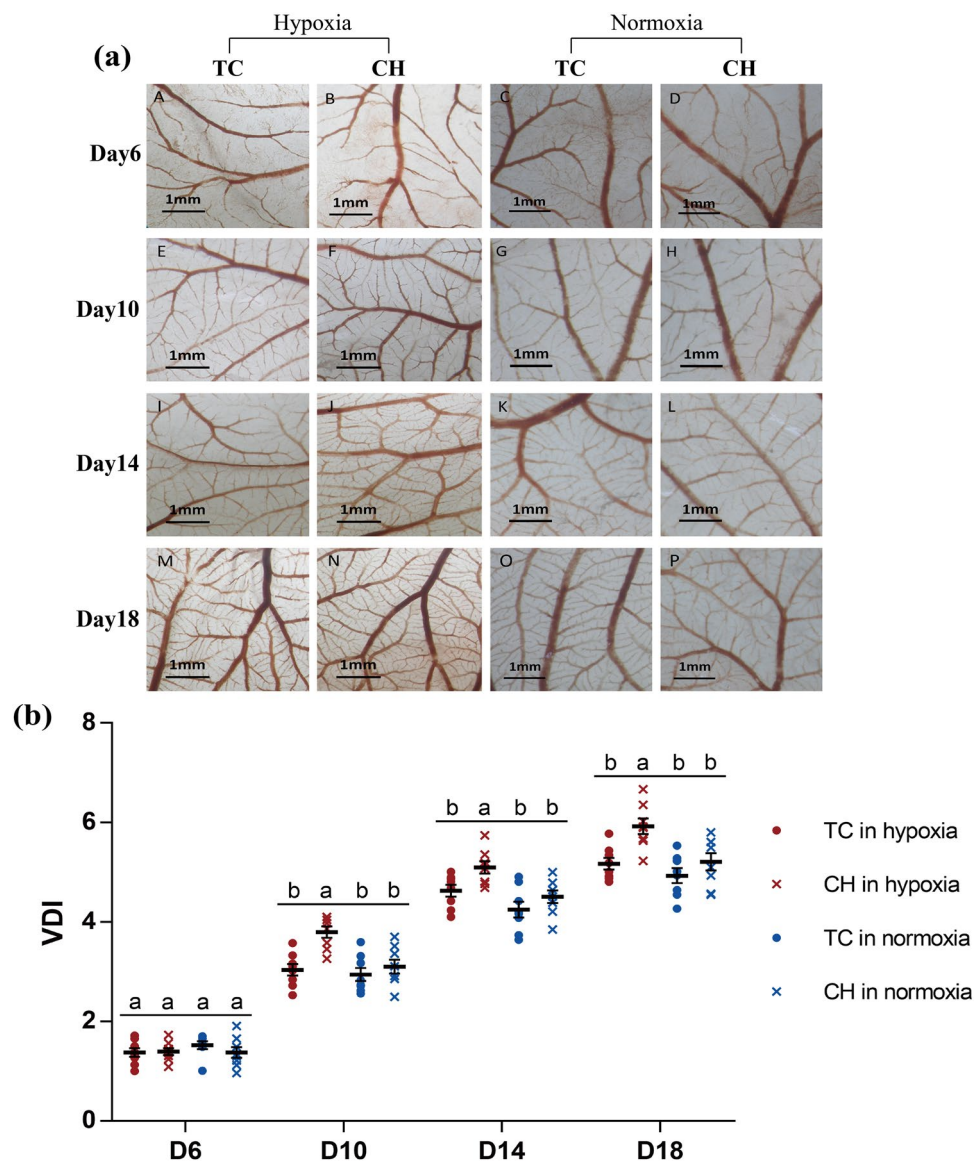 Hypoxia Normoxia
(a) TC CH TC CH
A B C D
Day6
1mm 1mm 1mm 1mm
E F G H
Day10
1mm 1mm 1mm 1mm
I J K L
Day14
1mm 1mm 1mm 1mm
M N O P
Day18
1mm 1mm 1mm 1mm
(b)
8
b a b b
6
b a b b
TC in hypoxia
CH in hypoxia
b a b b
VDI
4
TC in normoxia
CH in normoxia
2
a a a a
0
D6 D10 D14 D18